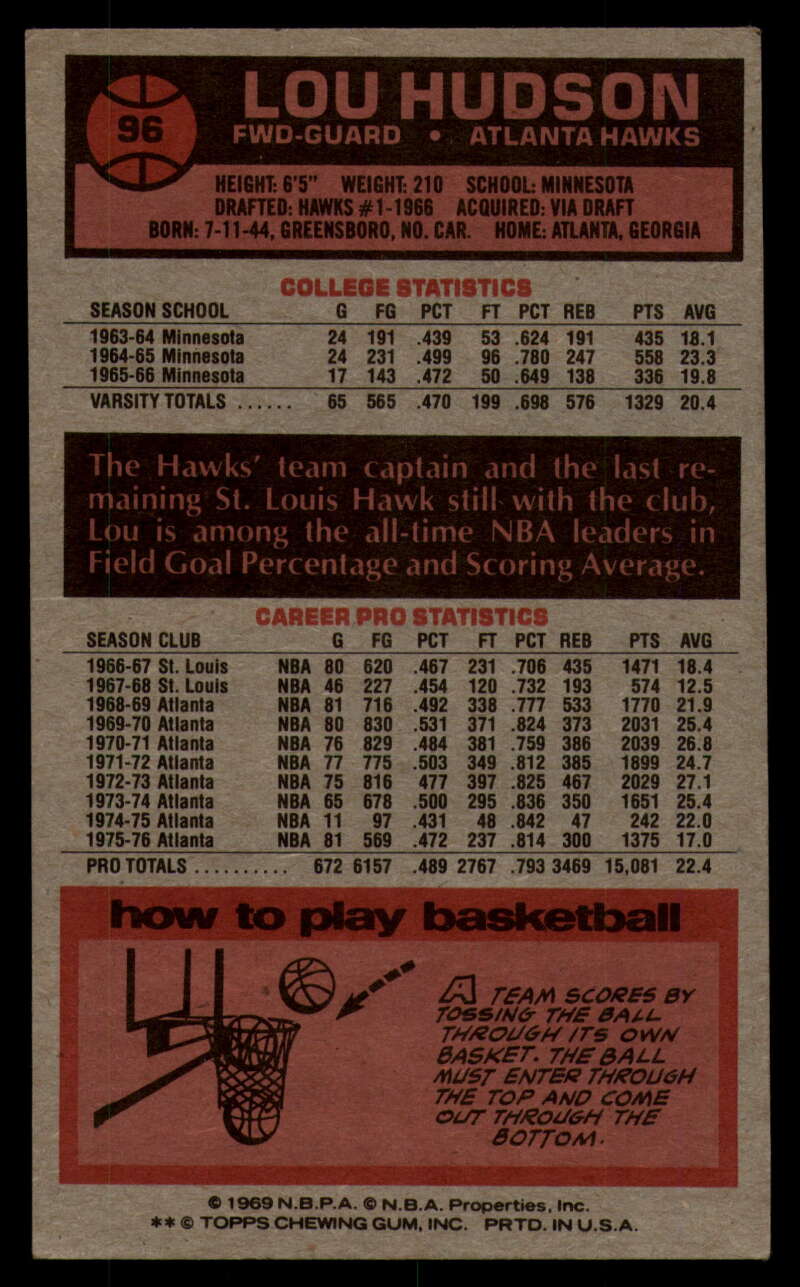 96
LOU HUDSON
FWD-GUARD • ATLANTA HAWKS
HEIGHT: 6'5" WEIGHT: 210 SCHOOL: MINNESOTA
DRAFTED: HAWKS #1-1966 ACQUIRED: VIA DRAFT
BORN: 7-11-44, GREENSBORO, NO. CAR. HOME: ATLANTA, GEORGIA
COLLEGE STATISTICS
SEASON SCHOOL G FG PCT FT PCT REB PTS AVG
1963-64 Minnesota 24 191 .439 53 .624 191 435 18.1
1964-65 Minnesota 24 231 .499 96 .780 247 558 23.3
1965-66 Minnesota 17 143 .472 50 .649 138 336 19.8
VARSITY TOTALS ...... 65 565 .470 199 .698 576 1329 20.4
The Hawks' team captain and the last re-
maining St. Louis Hawk still with the club,
Lou is among the all-time NBA leaders in
Field Goal Percentage and Scoring Average.
CAREER PRO STATISTICS
SEASON CLUB G FG PCT FT PCT REB PTS AVG
1966-67 St. Louis NBA 80 620 .467 231 .706 435 1471 18.4
1967-68 St. Louis NBA 46 227 .454 120 .732 193 574 12.5
1968-69 Atlanta NBA 81 716 .492 338 .777 533 1770 21.9
1969-70 Atlanta NBA 80 830 .531 371 .824 373 2031 25.4
1970-71 Atlanta NBA 76 829 .484 381 .759 386 2039 26.8
1971-72 Atlanta NBA 77 775 .503 349 .812 385 1899 24.7
1972-73 Atlanta NBA 75 816 477 397 .825 467 2029 27.1
1973-74 Atlanta NBA 65 678 .500 295 .836 350 1651 25.4
1974-75 Atlanta NBA 11 97 .431 48 .842 47 242 22.0
1975-76 Atlanta NBA 81 569 .472 237 .814 300 1375 17.0
PRO TOTALS .......... 672 6157 .489 2767 .793 3469 15,081 22.4
how to play basketball
A TEAM SCORES BY
TOSSING THE BALL
THROUGH ITS OWN
BASKET. THE BALL
MUST ENTER THROUGH
THE TOP AND COME
OUT THROUGH THE
BOTTOM.
© 1969 N.B.P.A. © N.B.A. Properties, Inc.
** © TOPPS CHEWING GUM, INC. PRTD. IN U.S.A.